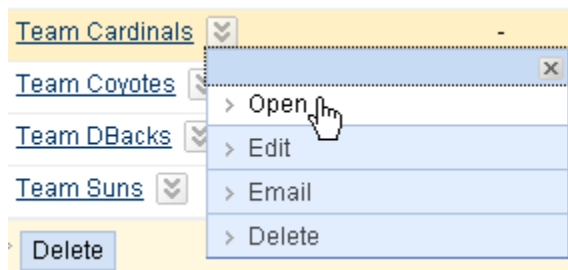 Team Cardinals -
Team Coyotes
> Open
Team DBacks
> Edit
Team Suns
> Email
> Delete
Delete